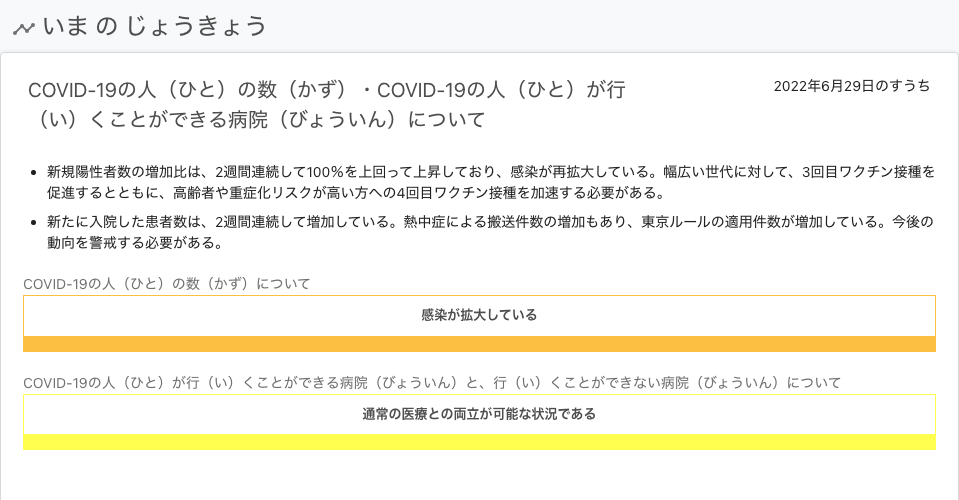 いま の じょうきょう
COVID-19の人（ひと）の数（かず）・COVID-19の人（ひと）が行
（い）くことができる病院（びょういん）について
2022年6月29日のすうち
• 新規陽性者数の増加比は、2週間連続して100％を上回って上昇しており、感染が再拡大している。幅広い世代に対して、3回目ワクチン接種を
促進するとともに、高齢者や重症化リスクが高い方への4回目ワクチン接種を加速する必要がある。
• 新たに入院した患者数は、2週間連続して増加している。熱中症による搬送件数の増加もあり、東京ルールの適用件数が増加している。今後の
動向を警戒する必要がある。
COVID-19の人（ひと）の数（かず）について
感染が拡大している
COVID-19の人（ひと）が行（い）くことができる病院（びょういん）と、行（い）くことができない病院（びょういん）について
通常の医療との両立が可能な状況である